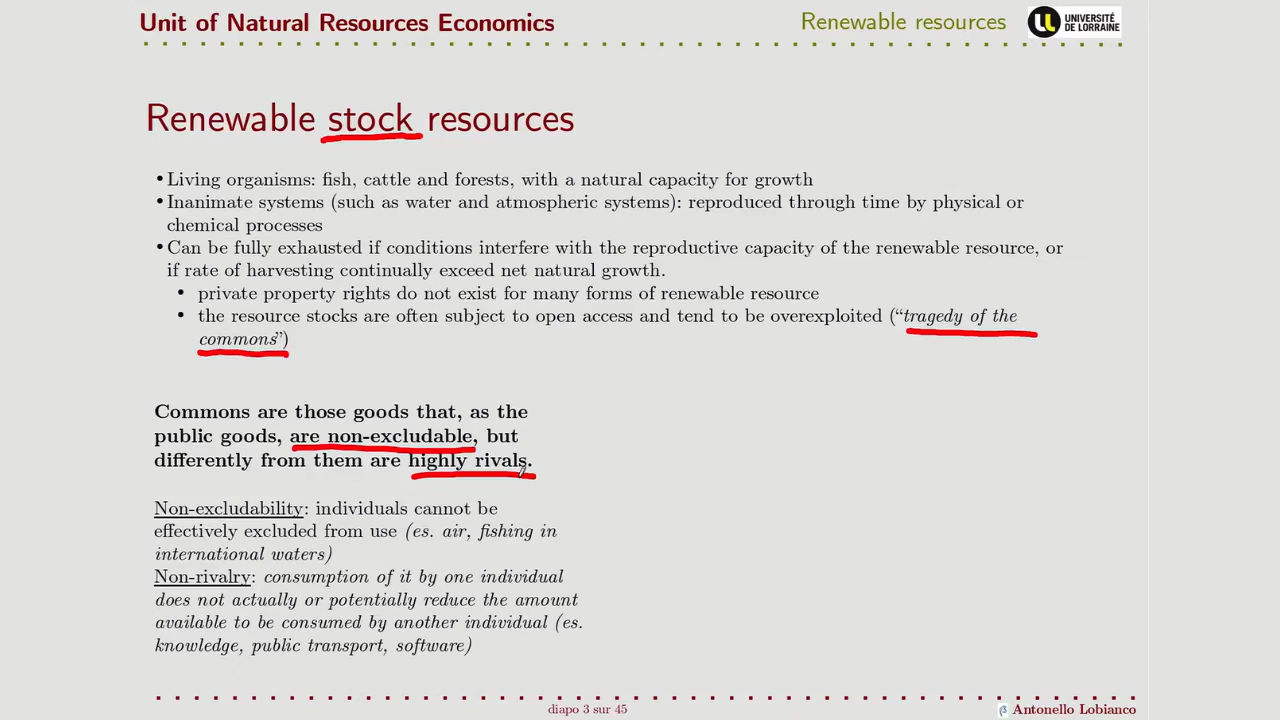 Unit of Natural Resources Economics
Renewable resources
UNIVERSITÉ
DE LORRAINE
Renewable stock resources
• Living organisms: fish, cattle and forests, with a natural capacity for growth
• Inanimate systems (such as water and atmospheric systems): reproduced through time by physical or
chemical processes
• Can be fully exhausted if conditions interfere with the reproductive capacity of the renewable resource, or
if rate of harvesting continually exceed net natural growth.
• private property rights do not exist for many forms of renewable resource
• the resource stocks are often subject to open access and tend to be overexploited (“tragedy of the
commons”)
Commons are those goods that, as the
public goods, are non-excludable, but
differently from them are highly rivals.
Non-excludability: individuals cannot be
effectively excluded from use (es. air, fishing in
international waters)
Non-rivalry: consumption of it by one individual
does not actually or potentially reduce the amount
available to be consumed by another individual (es.
knowledge, public transport, software)
diapo 3 sur 45
Antonello Lobianco